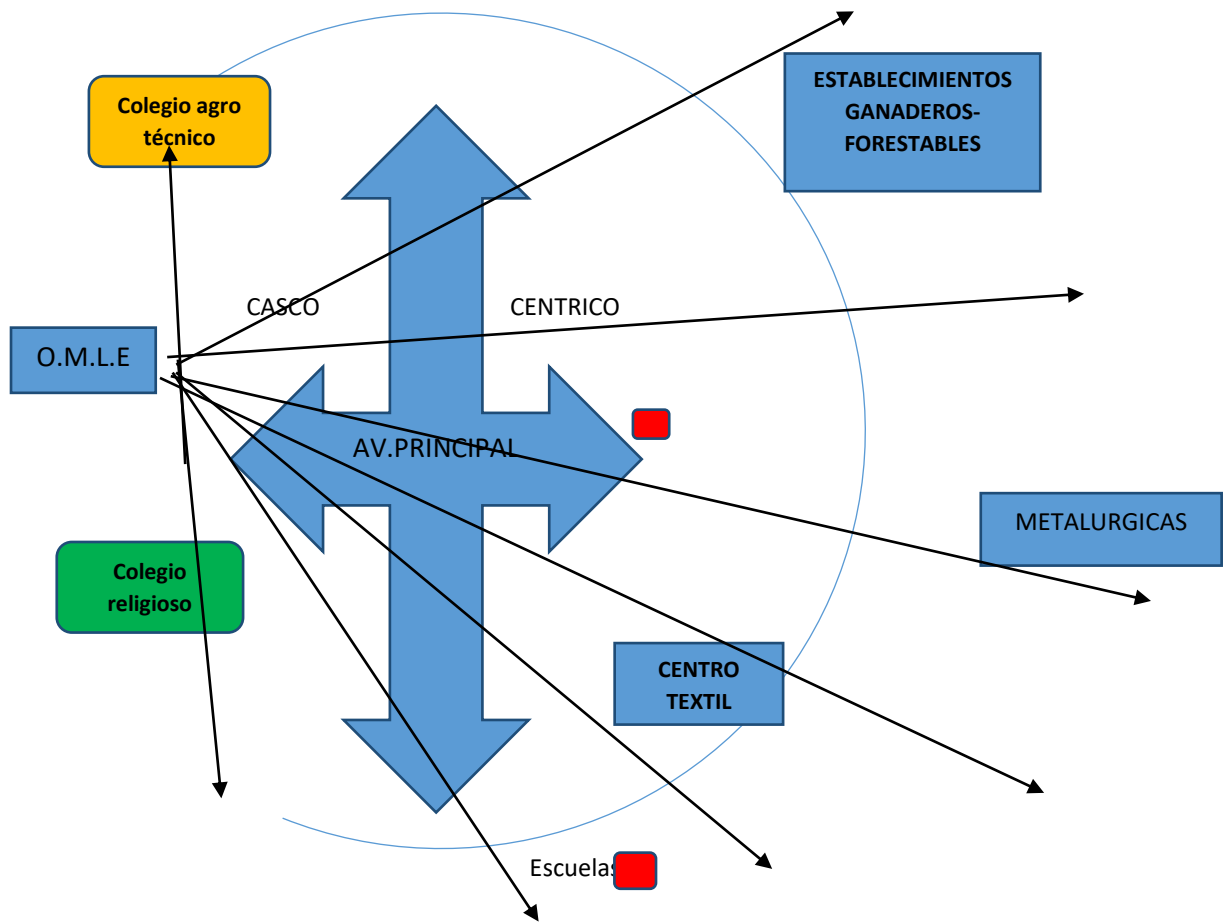 ESTABLECIMIENTOS
GANADEROS-
FORESTABLES
Colegio agro
técnico
CASCO
CENTRICO
O.M.L.E
AV.PRINCIPAL
METALURGICAS
Colegio
religioso
CENTRO
TEXTIL
Escuelas